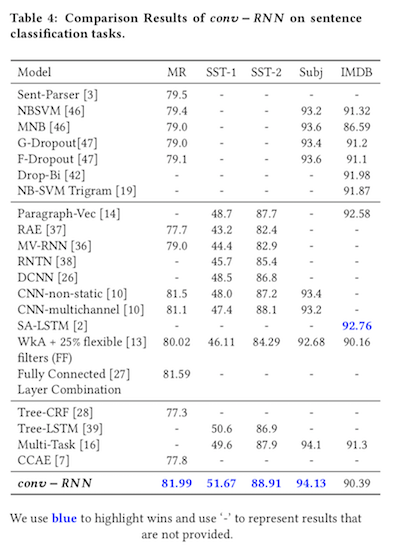 Table 4: Comparison Results of conv − RNN on sentence
classification tasks.
Model MR SST-1 SST-2 Subj IMDB
Sent-Parser [3] 79.5 - - - -
NBSVM [46] 79.4 - - 93.2 91.32
MNB [46] 79.0 - - 93.6 86.59
G-Dropout[47] 79.0 - - 93.4 91.2
F-Dropout[47] 79.1 - - 93.6 91.1
Drop-Bi [42] - - - - 91.98
NB-SVM Trigram [19] - - - - 91.87
Paragraph-Vec [14] - 48.7 87.7 - 92.58
RAE [37] 77.7 43.2 82.4 - -
MV-RNN [36] 79.0 44.4 82.9 - -
RNTN [38] - 45.7 85.4 - -
DCNN [26] - 48.5 86.8 - -
CNN-non-static [10] 81.5 48.0 87.2 93.4 -
CNN-multichannel [10] 81.1 47.4 88.1 93.2 -
SA-LSTM [2] - - - - 92.76
WkA + 25% flexible [13] 80.02 46.11 84.29 92.68 90.16
filters (FF)
Fully Connected [27] 81.59 - - - -
Layer Combination
Tree-CRF [28] 77.3 - - - -
Tree-LSTM [39] - 50.6 86.9 - -
Multi-Task [16] - 49.6 87.9 94.1 91.3
CCAE [7] 77.8 - - - -
conv − RNN 81.99 51.67 88.91 94.13 90.39
We use blue to highlight wins and use ‘-’ to represent results that
are not provided.